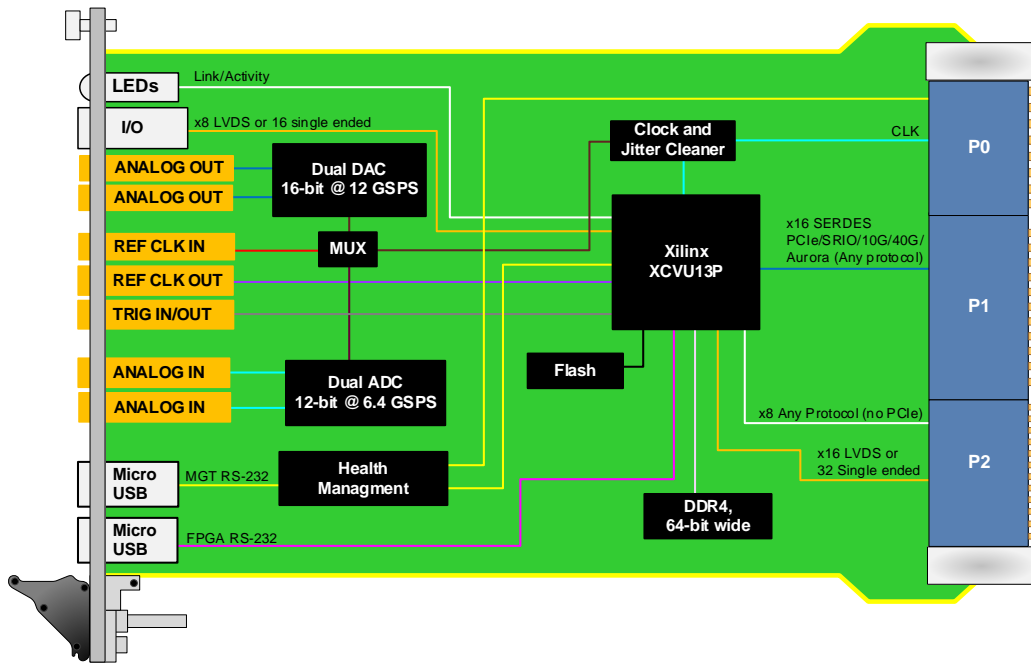 LEDs
Link/Activity
I/O
x8 LVDS or 16 single ended
ANALOG OUT
ANALOG OUT
Dual DAC
16-bit @ 12 GSPS
REF CLK IN
MUX
REF CLK OUT
TRIG IN/OUT
ANALOG IN
ANALOG IN
Dual ADC
12-bit @ 6.4 GSPS
Micro
USB
MGT RS-232
Health
Managment
Micro
USB
FPGA RS-232
Clock and
Jitter Cleaner
CLK
Xilinx
XCVU13P
x16 SERDES
PCIe/SRIO/10G/40G/
Aurora (Any protocol)
Flash
x8 Any Protocol (no PCIe)
x16 LVDS or
32 Single ended
DDR4,
64-bit wide
P0
P1
P2